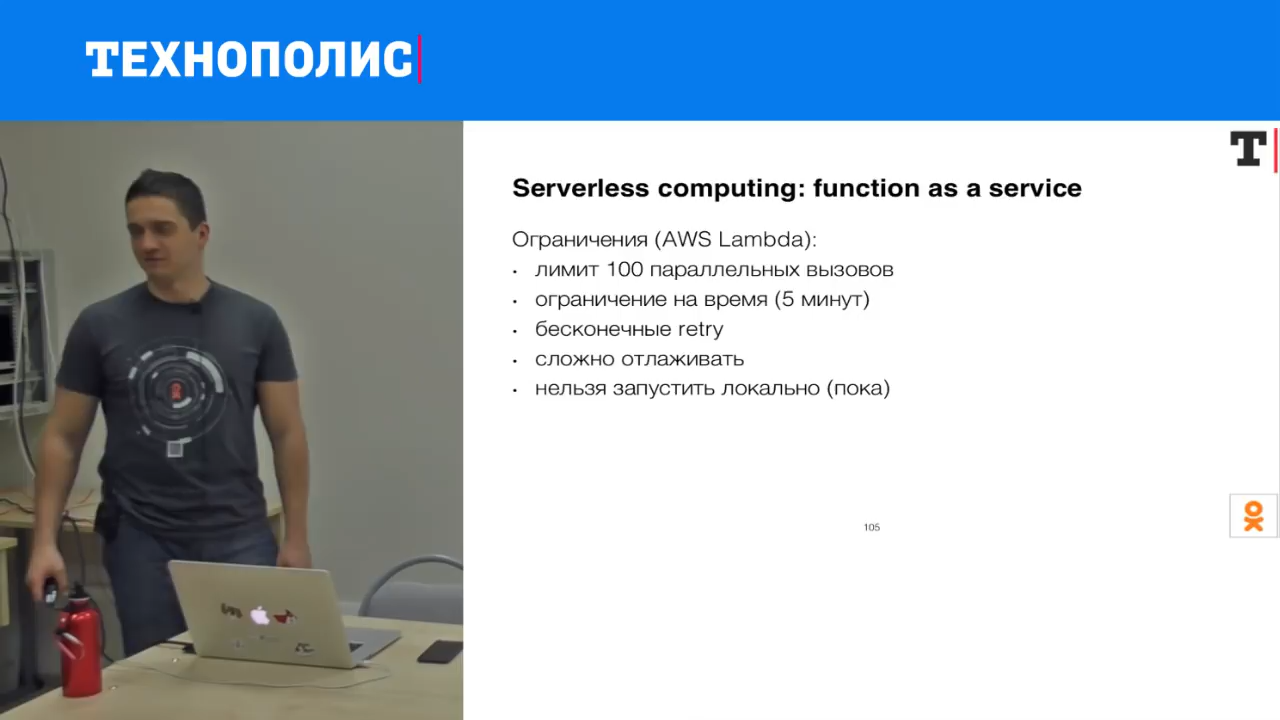 ТЕХНОПОЛИС
T
Serverless computing: function as a service
Ограничения (AWS Lambda):
· лимит 100 параллельных вызовов
· ограничение на время (5 минут)
· бесконечные retry
· сложно отлаживать
· нельзя запустить локально (пока)
105